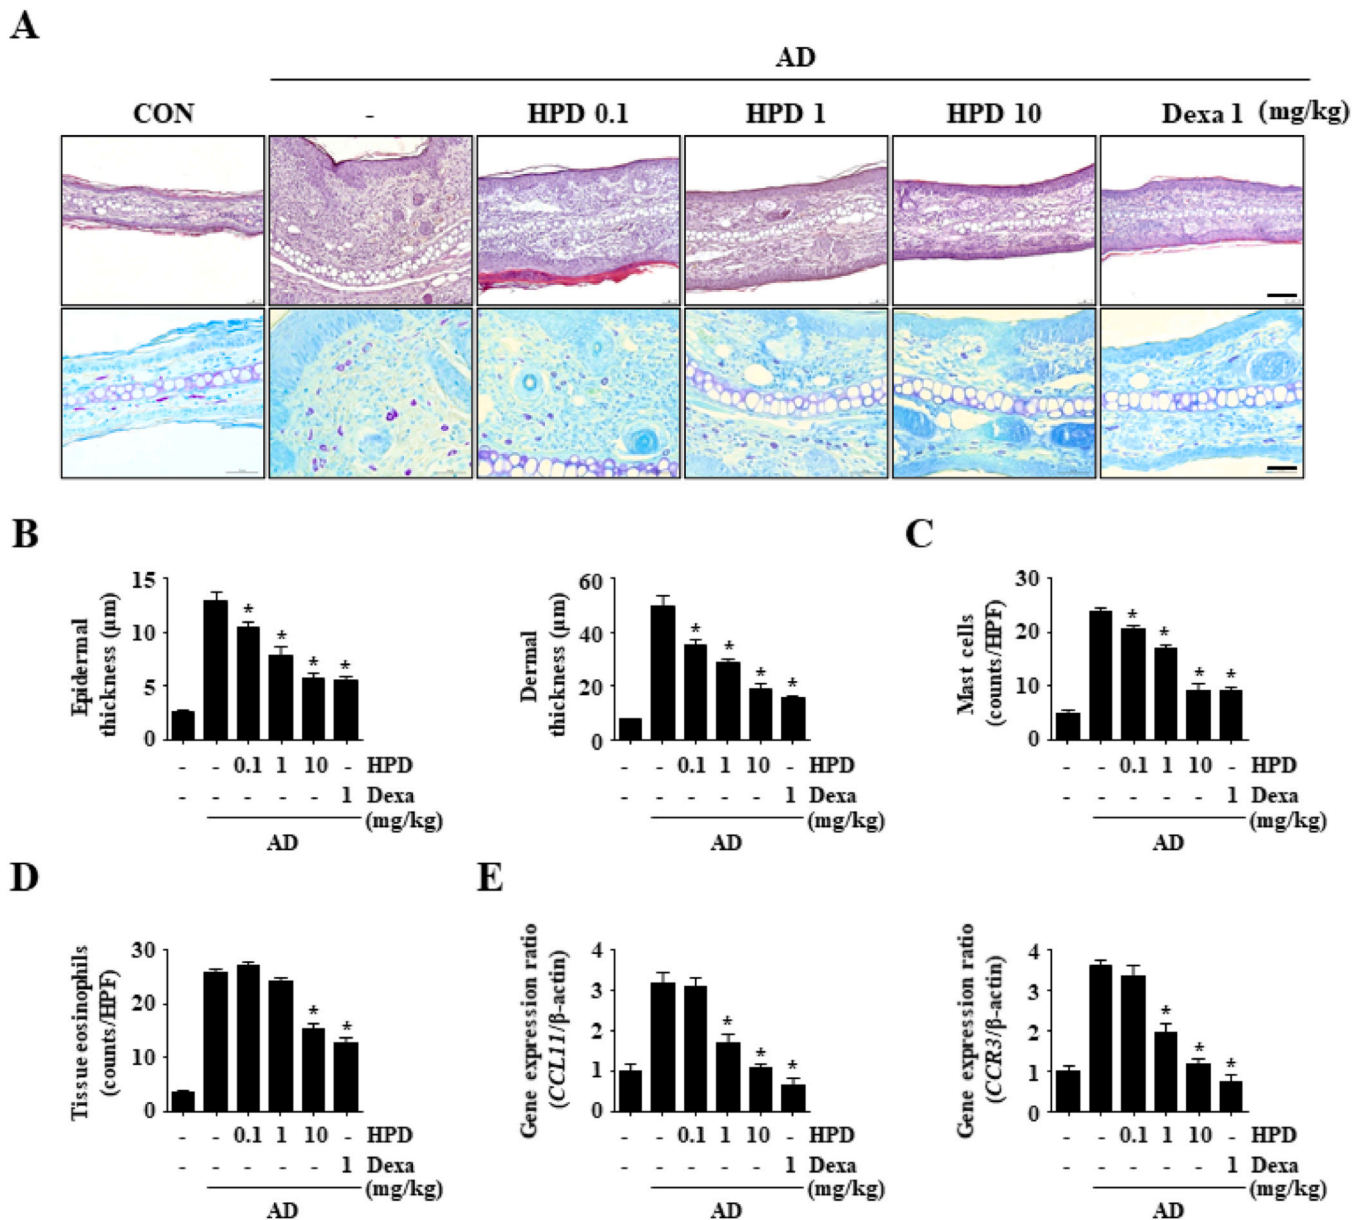 A
AD
CON - HPD 0.1 HPD 1 HPD 10 Dexa 1 (mg/kg)
B
Epidermal
thickness (μm)
15
10
5
0
* * * *
- - 0.1 1 10 - HPD
- - - - - 1 Dexa
(mg/kg)
AD
Dermal
thickness (μm)
60
40
20
0
* * * *
- - 0.1 1 10 - HPD
- - - - - 1 Dexa
(mg/kg)
AD
C
Mast cells
(counts/HPF)
30
20
10
0
* * * *
- - 0.1 1 10 - HPD
- - - - - 1 Dexa
(mg/kg)
AD
D
Tissue eosinophils
(counts/HPF)
30
20
10
0
* *
- - 0.1 1 10 - HPD
- - - - - 1 Dexa
(mg/kg)
AD
E
Gene expression ratio
(CCL11/β-actin)
4
3
2
1
0
* * *
- - 0.1 1 10 - HPD
- - - - - 1 Dexa
(mg/kg)
AD
Gene expression ratio
(CCR3/β-actin)
4
3
2
1
0
* * *
- - 0.1 1 10 - HPD
- - - - - 1 Dexa
(mg/kg)
AD